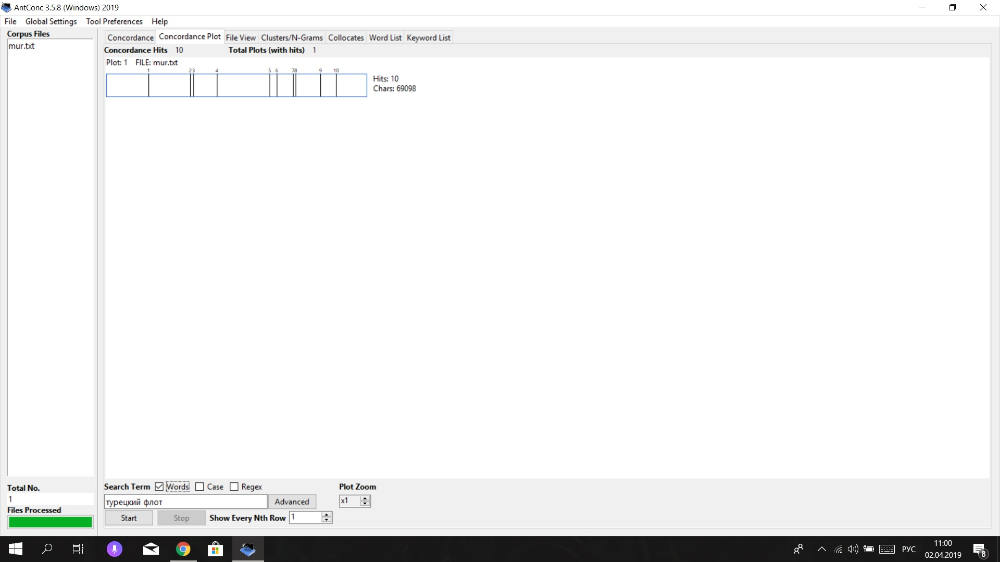 AntConc 3.5.8 (Windows) 2019
File Global Settings Tool Preferences Help
Corpus Files
mur.txt
Concordance Concordance Plot File View Clusters/N-Grams Collocates Word List Keyword List
Concordance Hits 10 Total Plots (with hits) 1
Plot: 1 FILE: mur.txt
1 2 3 4 5 6 7 8 9 10
Hits: 10
Chars: 69098
Total No.
1
Files Processed
Search Term Words Case Regex Plot Zoom
турецкий флот Advanced x1
Start Stop Show Every Nth Row 1
РУС
11:00
02.04.2019
8